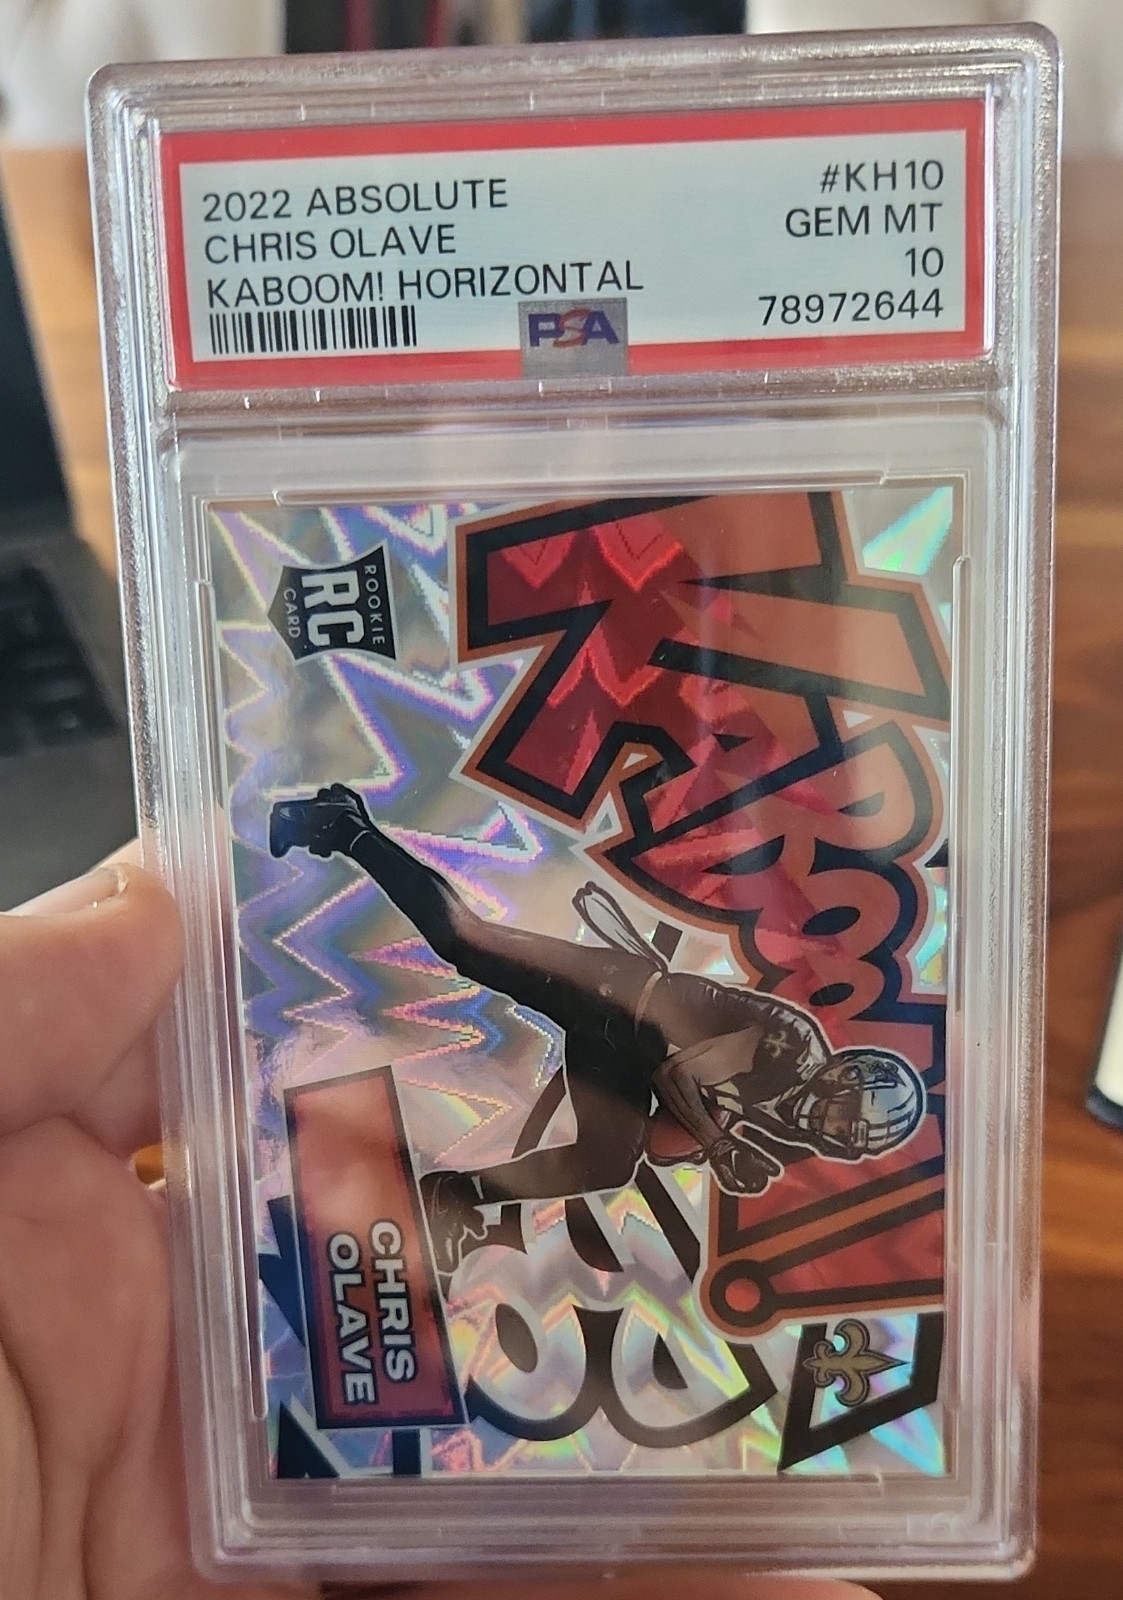 2022 ABSOLUTE
CHRIS OLAVE
KABOOM! HORIZONTAL
#KH10
GEM MT
10
78972644
PSA
ROOKIE
RC
CARD
KABOOM!
CHRIS
OLAVE